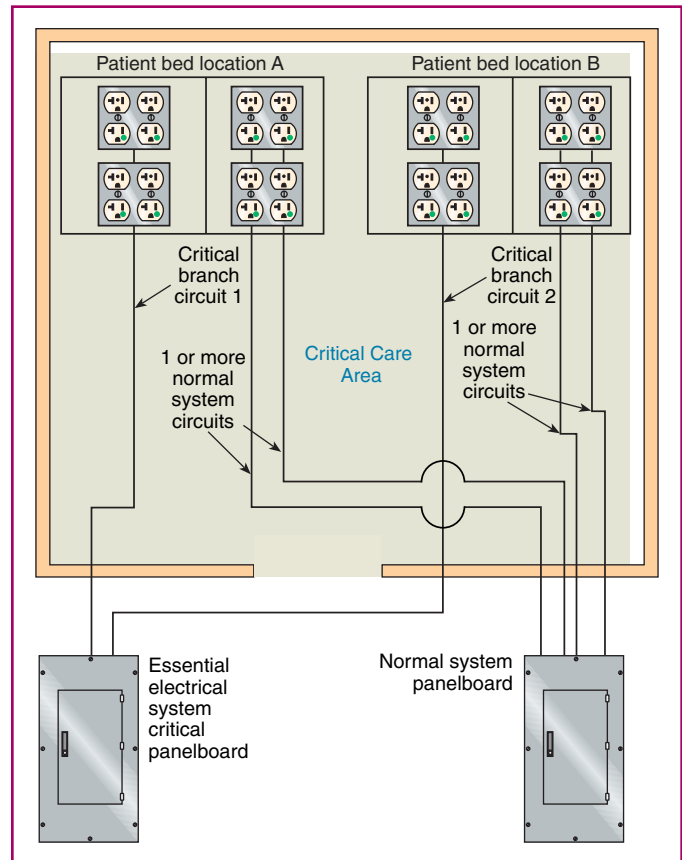 Patient bed location A
Patient bed location B
Critical
branch
circuit 1
Critical
branch
circuit 2
1 or more
normal
system
circuits
Critical Care
Area
1 or more
normal
system
circuits
Essential
electrical
system
critical
panelboard
Normal system
panelboard